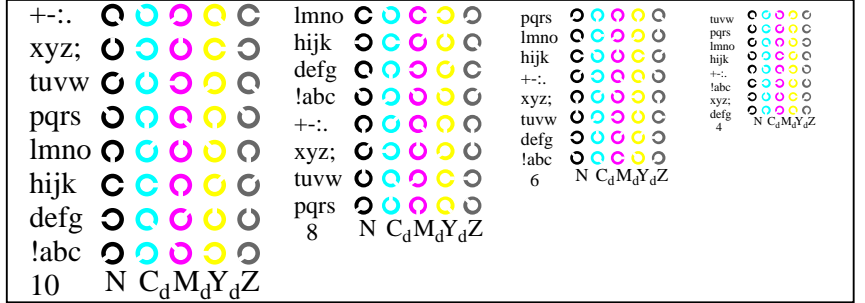 +-:.
xyz;
tuvw
pqrs
lmno
hijk
defg
!abc
10 N CdMdYdZ
lmno
hijk
defg
!abc
+-:.
xyz;
tuvw
pqrs
8 N CdMdYdZ
pqrs
lmno
hijk
+-:.
xyz;
tuvw
defg
!abc
6 N CdMdYdZ
tuvw
pqrs
lmno
hijk
+-:.
!abc
xyz;
defg
4 N CdMdYdZ